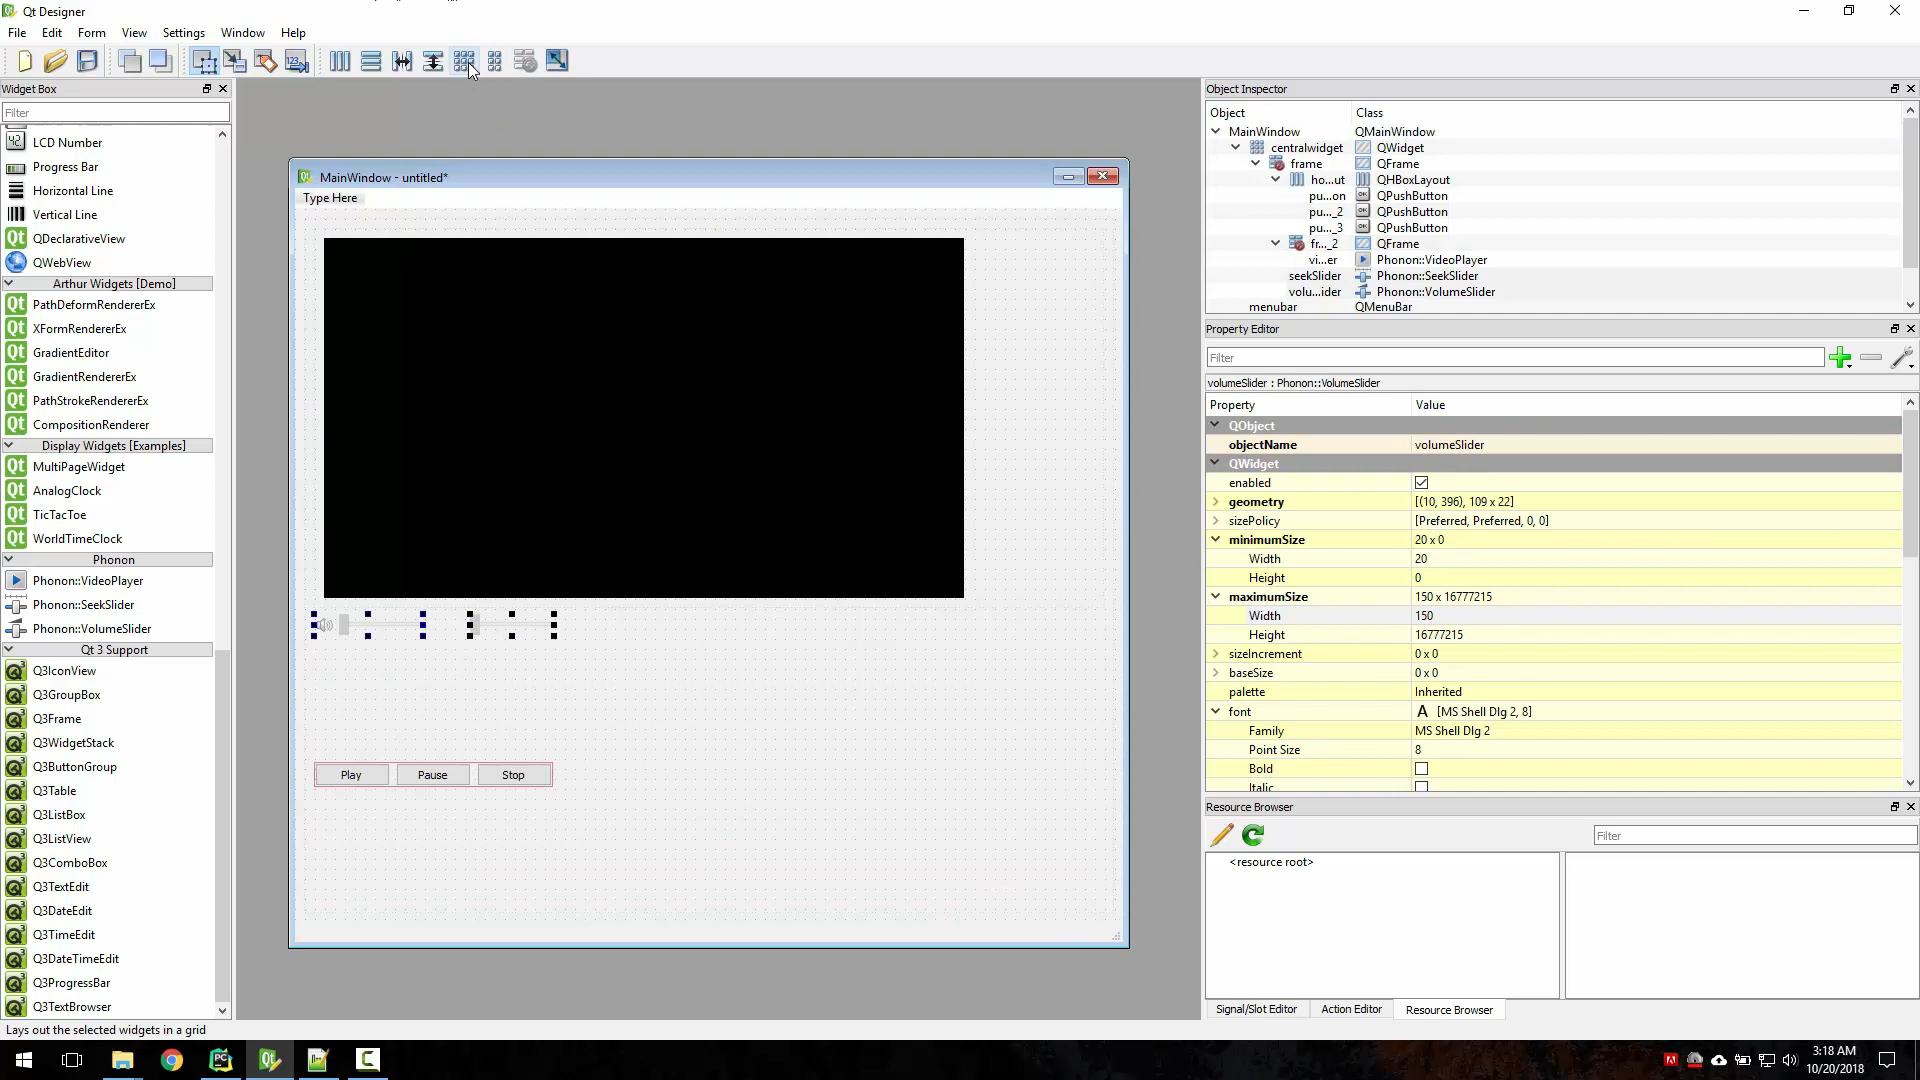 Qt Designer
File Edit Form View Settings Window Help
Widget Box
Filter
LCD Number
Progress Bar
Horizontal Line
Vertical Line
QDeclarativeView
QWebView
Arthur Widgets [Demo]
PathDeformRendererEx
XFormRendererEx
GradientEditor
GradientRendererEx
PathStrokeRendererEx
CompositionRenderer
Display Widgets [Examples]
MultiPageWidget
AnalogClock
TicTacToe
WorldTimeClock
Phonon
Phonon::VideoPlayer
Phonon::SeekSlider
Phonon::VolumeSlider
Qt 3 Support
Q3IconView
Q3GroupBox
Q3Frame
Q3WidgetStack
Q3ButtonGroup
Q3Table
Q3ListBox
Q3ListView
Q3ComboBox
Q3TextEdit
Q3DateEdit
Q3TimeEdit
Q3DateTimeEdit
Q3ProgressBar
Q3TextBrowser
Lays out the selected widgets in a grid
MainWindow - untitled*
Type Here
Play Pause Stop
Object Inspector
Object Class
MainWindow QMainWindow
centralwidget QWidget
frame QFrame
ho...ut QHBoxLayout
pu...on QPushButton
pu..._2 QPushButton
pu..._3 QPushButton
fr..._2 QFrame
vi...er Phonon::VideoPlayer
seekSlider Phonon::SeekSlider
volu...ider Phonon::VolumeSlider
menubar QMenuBar
Property Editor
Filter
volumeSlider : Phonon::VolumeSlider
Property Value
QObject
objectName volumeSlider
QWidget
enabled
geometry [(10, 396), 109 x 22]
sizePolicy [Preferred, Preferred, 0, 0]
minimumSize 20 x 0
Width 20
Height 0
maximumSize 150 x 16777215
Width 150
Height 16777215
sizeIncrement 0 x 0
baseSize 0 x 0
palette Inherited
font A [MS Shell Dlg 2, 8]
Family MS Shell Dlg 2
Point Size 8
Bold
Italic
Resource Browser
Filter
<resource root>
Signal/Slot Editor Action Editor Resource Browser
3:18 AM
10/20/2018